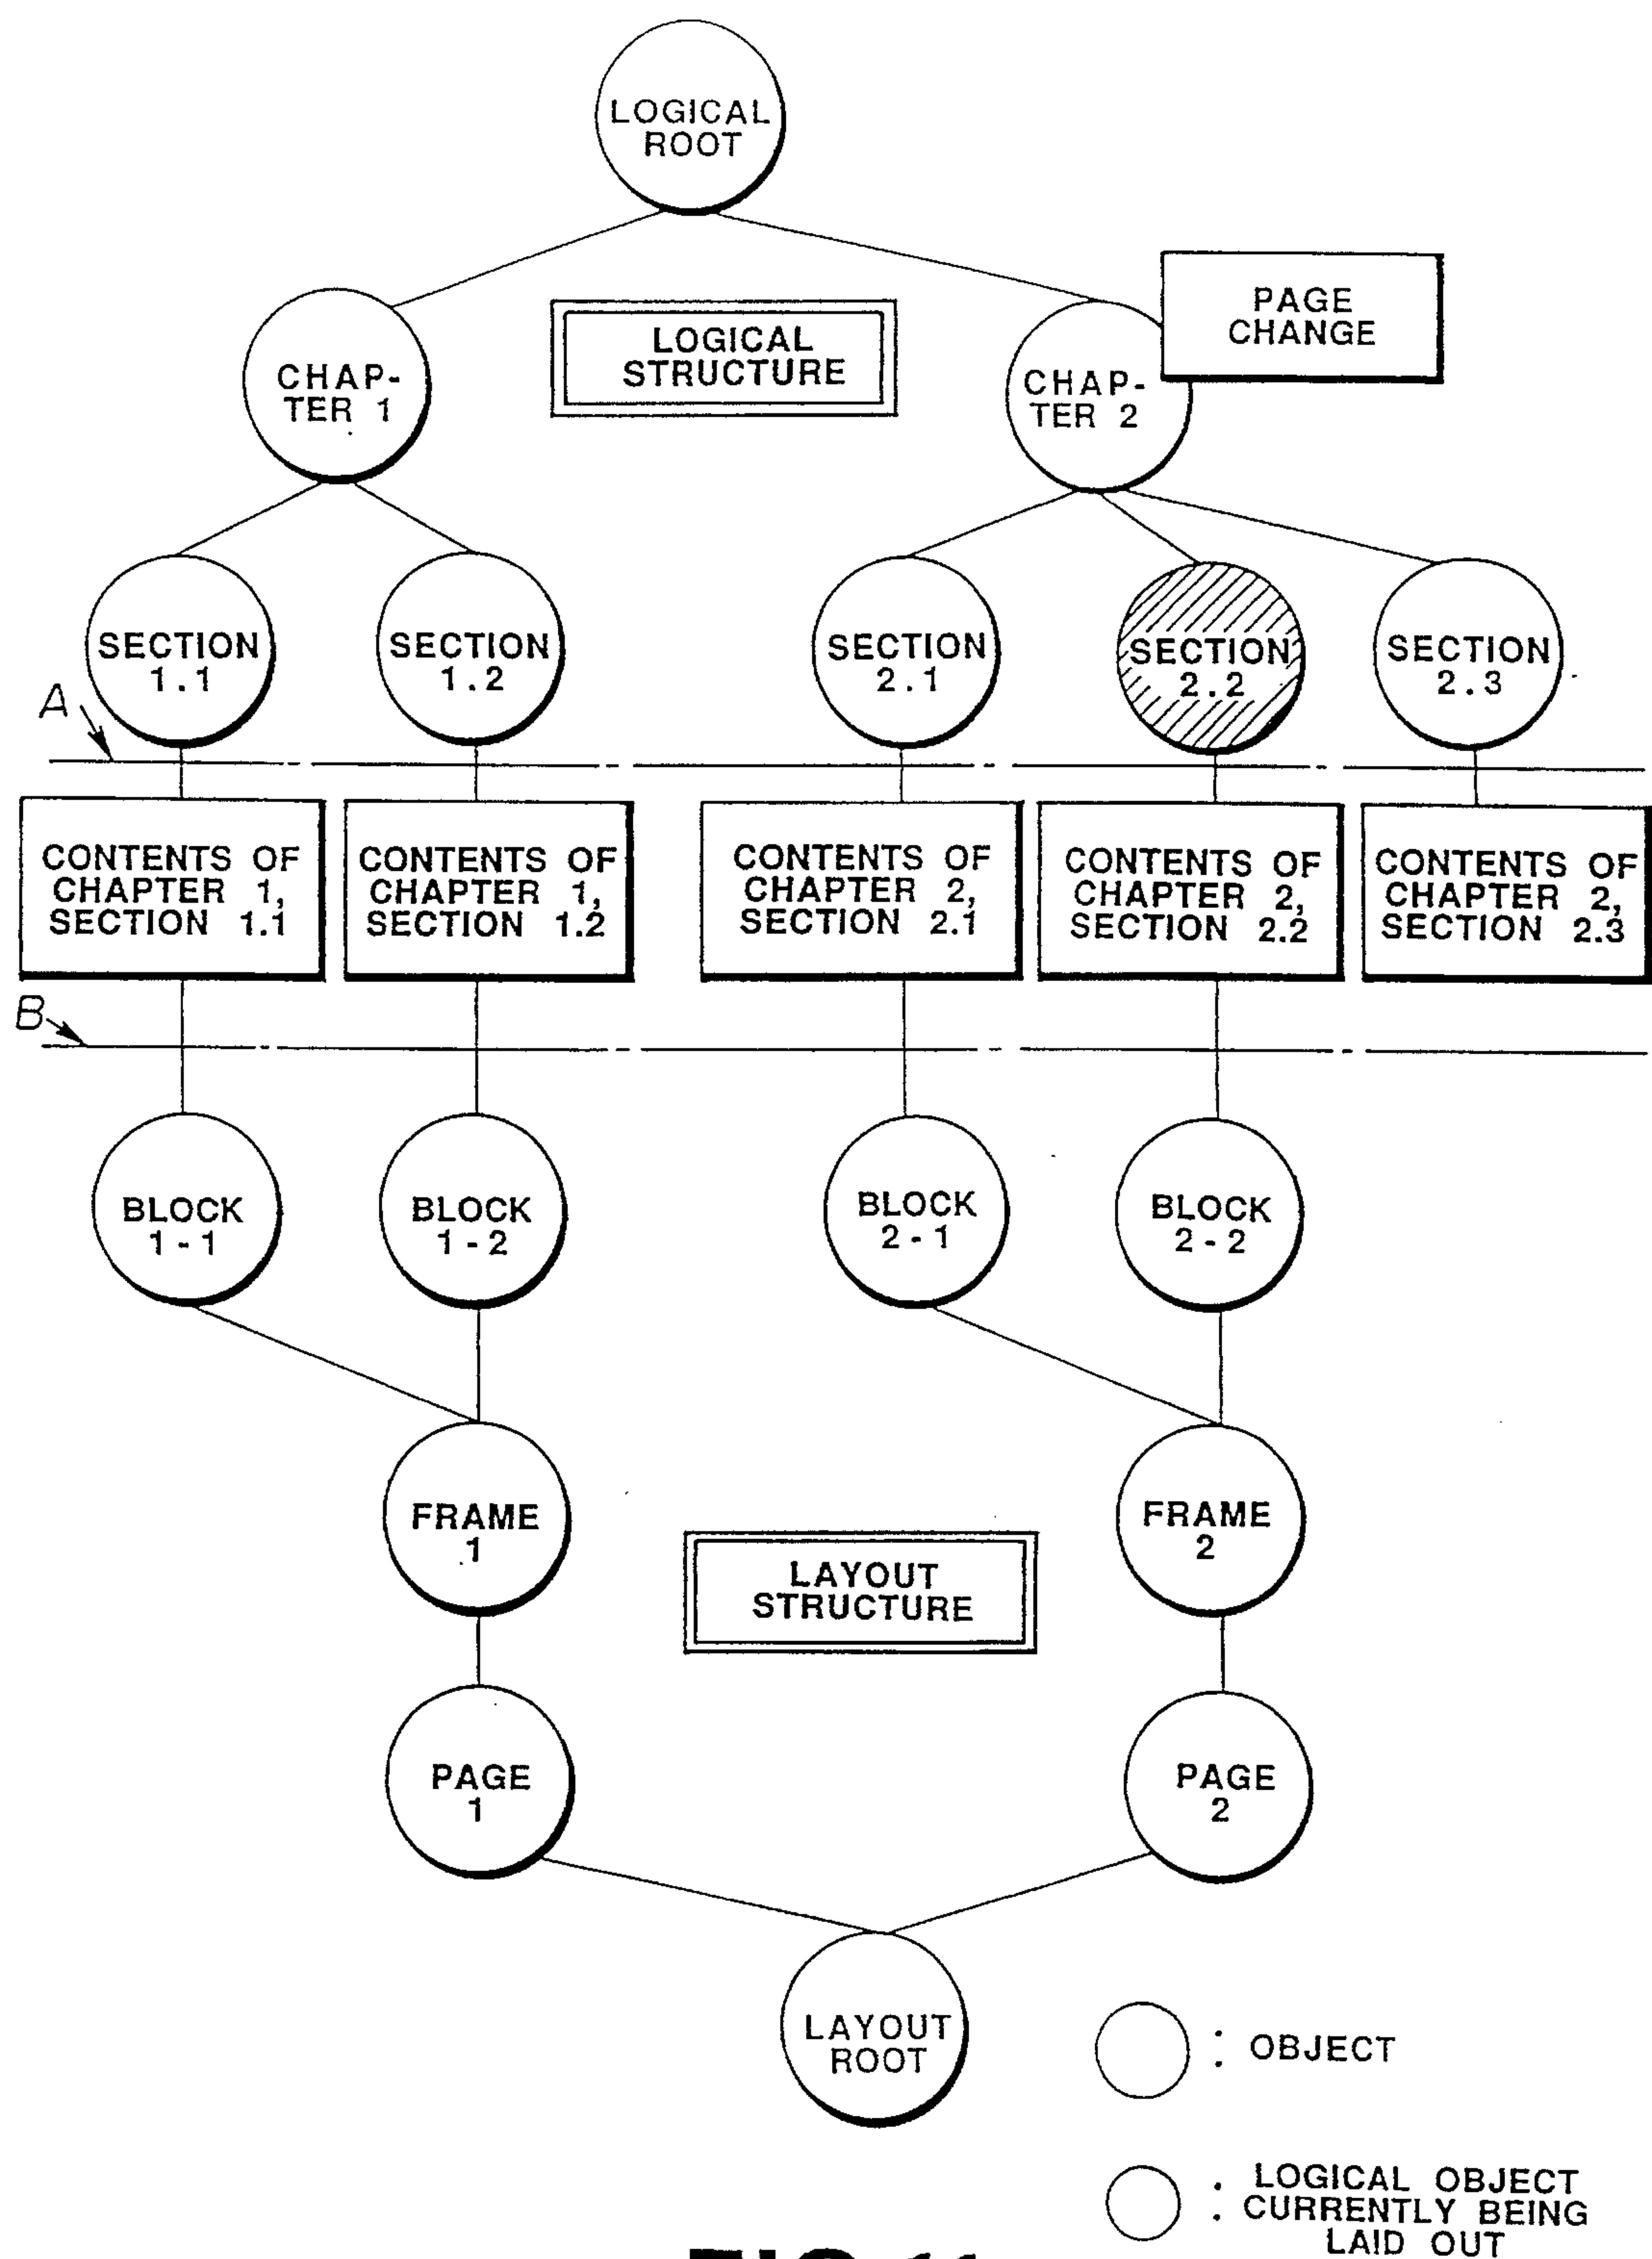 LOGICAL
ROOT
PAGE
CHANGE
LOGICAL
STRUCTURE
CHAP-
TER 1
CHAP-
TER 2
SECTION
1.1
SECTION
1.2
SECTION
2.1
SECTION
2.2
SECTION
2.3
A
CONTENTS OF
CHAPTER 1,
SECTION 1.1
CONTENTS OF
CHAPTER 1,
SECTION 1.2
CONTENTS OF
CHAPTER 2,
SECTION 2.1
CONTENTS OF
CHAPTER 2,
SECTION 2.2
CONTENTS OF
CHAPTER 2,
SECTION 2.3
B
BLOCK
1-1
BLOCK
1-2
BLOCK
2-1
BLOCK
2-2
FRAME
1
FRAME
2
LAYOUT
STRUCTURE
PAGE
1
PAGE
2
LAYOUT
ROOT
: OBJECT
: LOGICAL OBJECT
CURRENTLY BEING
LAID OUT